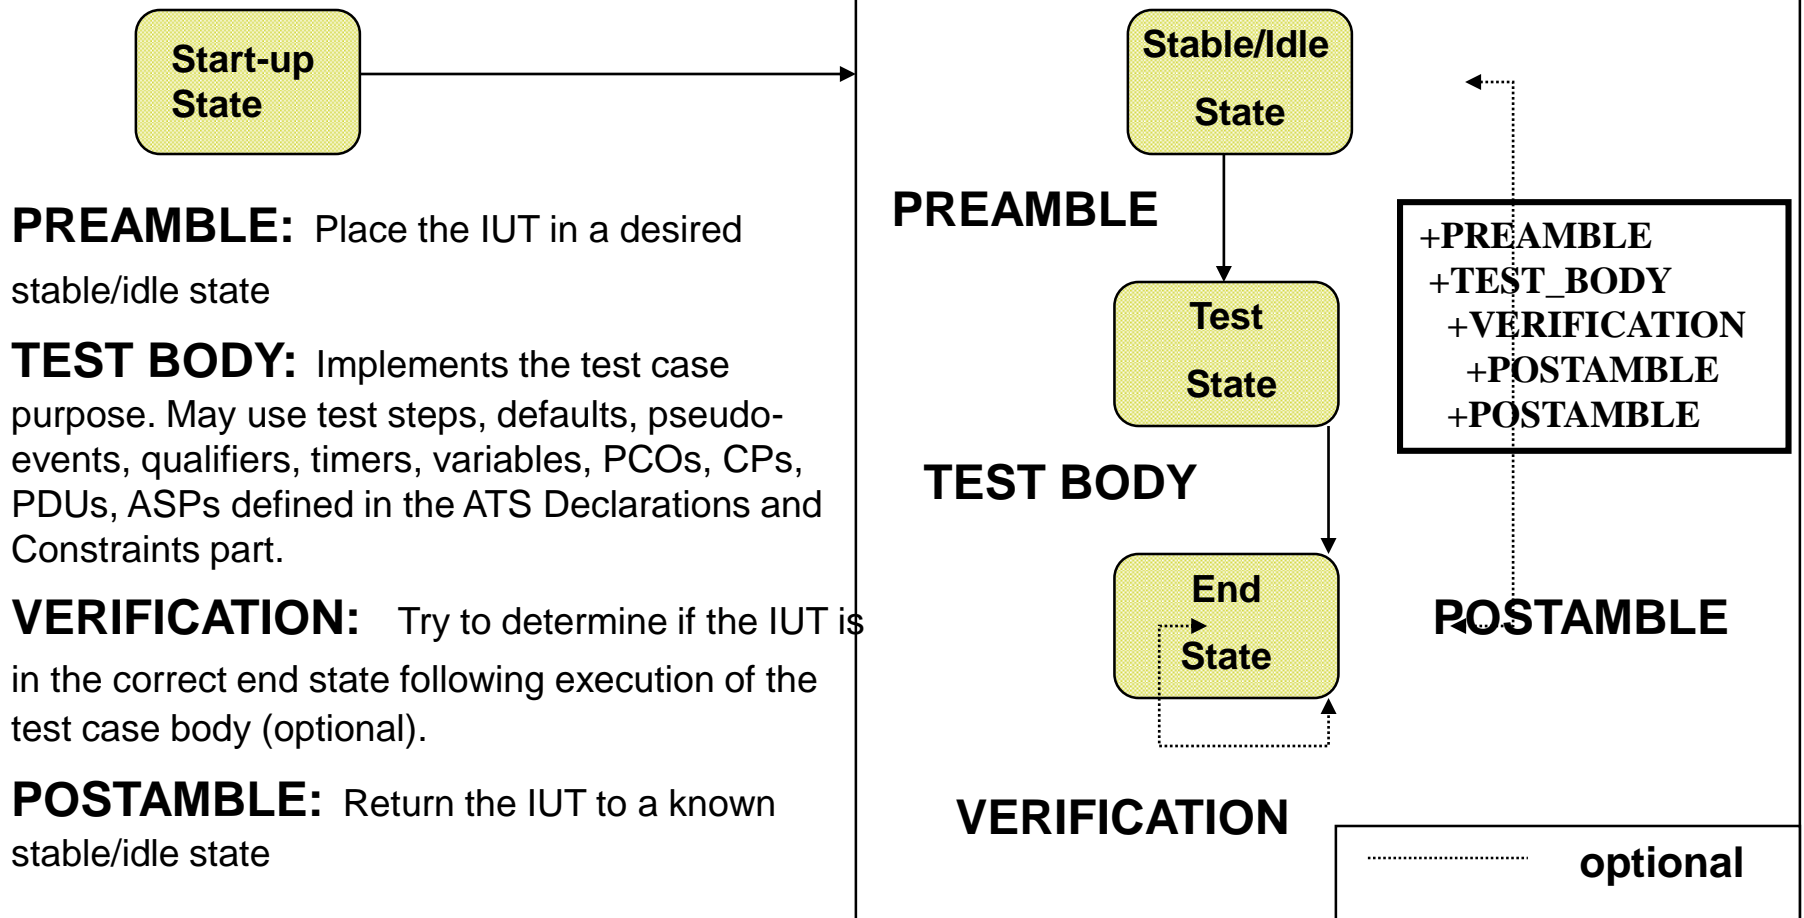 Start-up
State
PREAMBLE: Place the IUT in a desired
stable/idle state
TEST BODY: Implements the test case
purpose. May use test steps, defaults, pseudo-
events, qualifiers, timers, variables, PCOs, CPs,
PDUs, ASPs defined in the ATS Declarations and
Constraints part.
VERIFICATION: Try to determine if the IUT is
in the correct end state following execution of the
test case body (optional).
POSTAMBLE: Return the IUT to a known
stable/idle state
Stable/Idle
State
PREAMBLE
Test
State
TEST BODY
End
State
VERIFICATION
+PREAMBLE
+TEST_BODY
+VERIFICATION
+POSTAMBLE
+POSTAMBLE
POSTAMBLE
optional